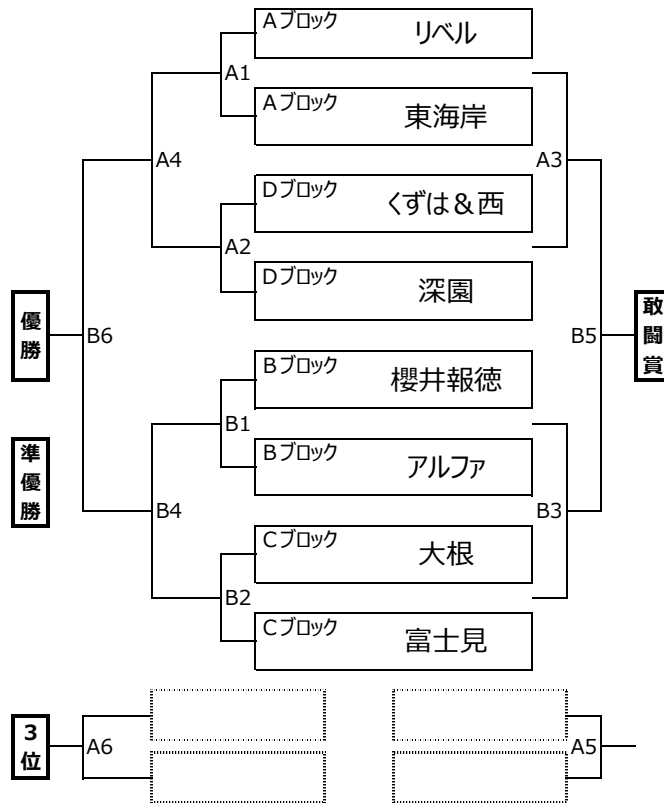 Aブロック リベル
A1
Aブロック 東海岸
A4
A3
Dブロック くずは＆西
A2
Dブロック 深園
優勝
B6
B5
敢闘賞
Bブロック 櫻井報徳
B1
Bブロック アルファ
準優勝
B4
B3
Cブロック 大根
B2
Cブロック 富士見
3位
A6
A5